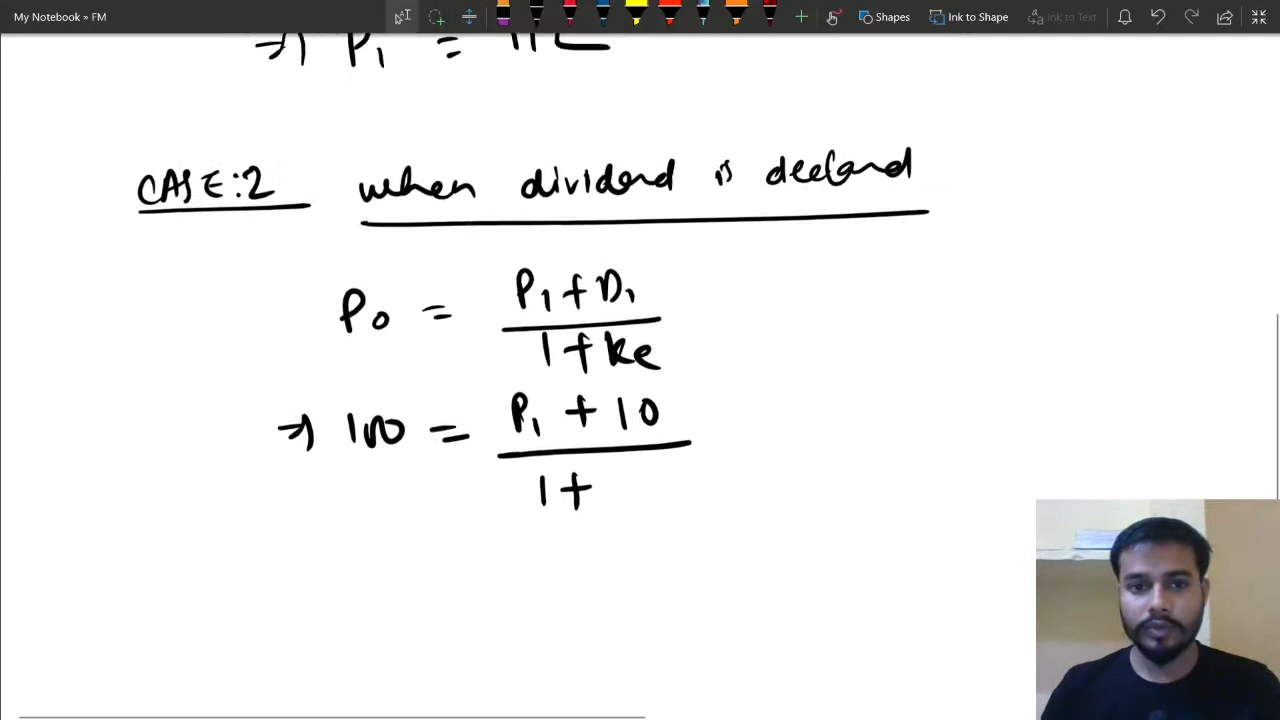 My Notebook » FM
Shapes Ink to Shape Ink to Text
→ P₁ =
CASE:2 when dividend is declared
P₀ = P₁ + D₁ / 1 + ke
→ 100 = P₁ + 10 / 1 +